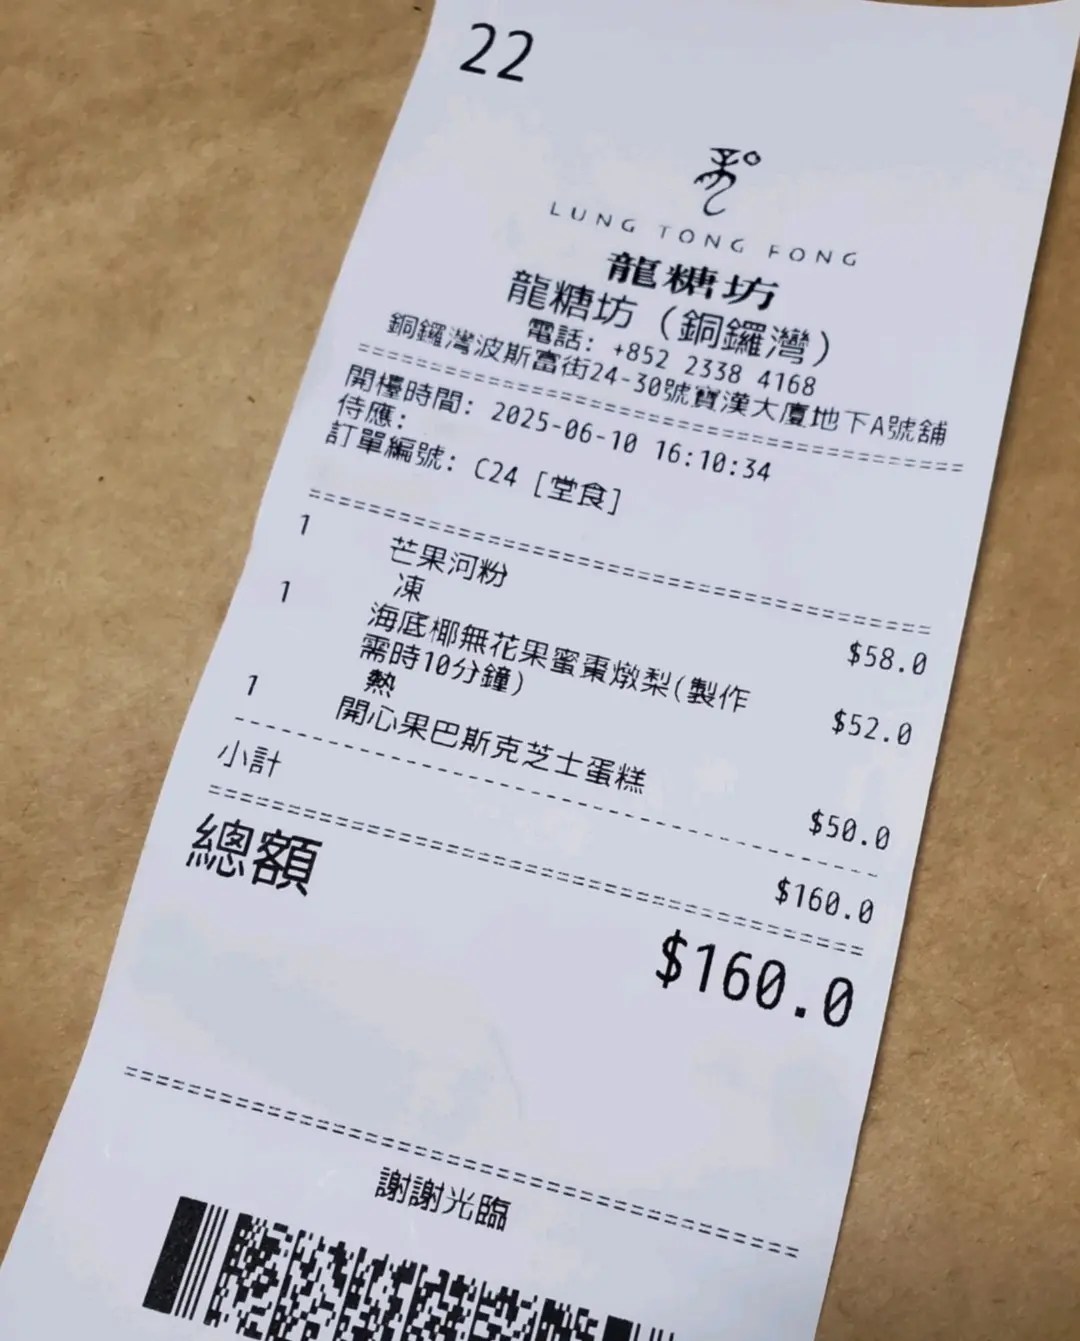 22
LUNG TONG FONG
龍糖坊
龍糖坊 (銅鑼灣)
電話: +852 2338 4168
銅鑼灣波斯富街24-30號寶漢大廈地下A號舖
開檯時間: 2025-06-10 16:10:34
侍應:
訂單編號: C24 [堂食]
1 芒果河粉 $58.0
凍
1 海底椰無花果蜜棗燉梨(製作 $52.0
需時10分鐘)
熱
1 開心果巴斯克芝士蛋糕 $50.0
小計 $160.0
總額 $160.0
謝謝光臨